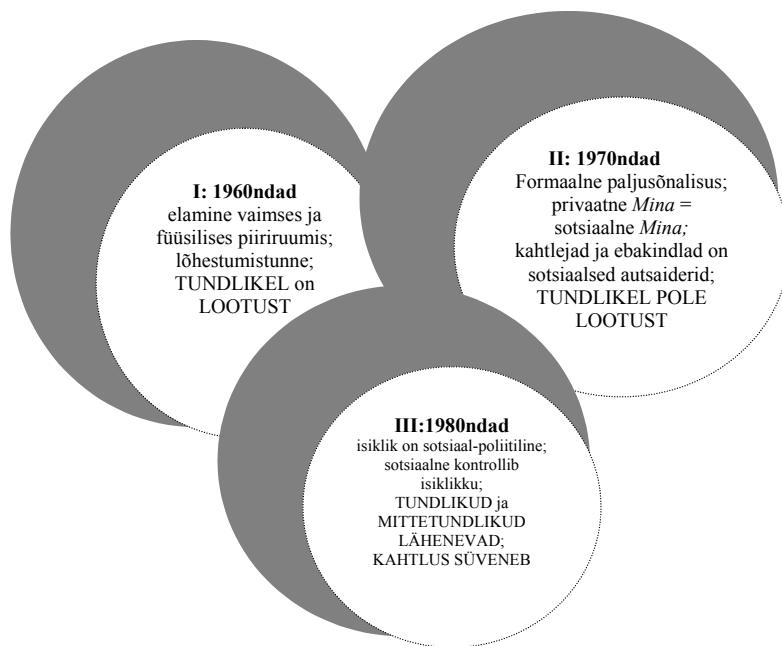 I: 1960ndad
elamine vaimses ja
füüsilises piiriruumis;
lõhestumistunne;
TUNDLIKEL on
LOOTUST
II: 1970ndad
Formaalne paljusõnalisus;
privaatne Mina =
sotsiaalne Mina;
kahtlejad ja ebakindlad on
sotsiaalsed autsaiderid;
TUNDLIKEL POLE
LOOTUST
III:1980ndad
isiklik on sotsiaal-poliitiline;
sotsiaalne kontrollib
isiklikku;
TUNDLIKUD ja
MITTETUNDLIKUD
LÄHENEVAD;
KAHTLUS SÜVENEB